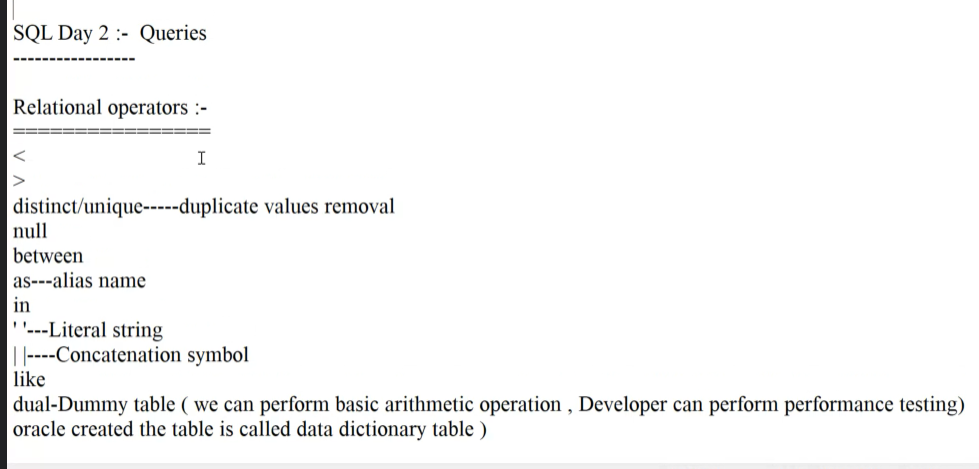 SQL Day 2 :-  Queries
-----------------
Relational operators :-
================
<
>
distinct/unique-----duplicate values removal
null
between
as---alias name
in
' '---Literal string
||----Concatenation symbol
like
dual-Dummy table ( we can perform basic arithmetic operation , Developer can perform performance testing)
oracle created the table is called data dictionary table )